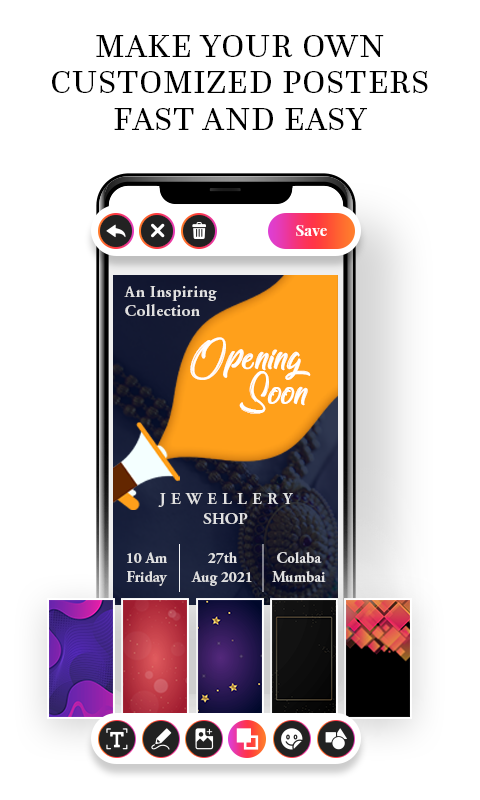 MAKE YOUR OWN
CUSTOMIZED POSTERS
FAST AND EASY
Save
An Inspiring
Collection
Opening
Soon
JEWELLERY
SHOP
10 Am
Friday
27th
Aug 2021
Colaba
Mumbai
T